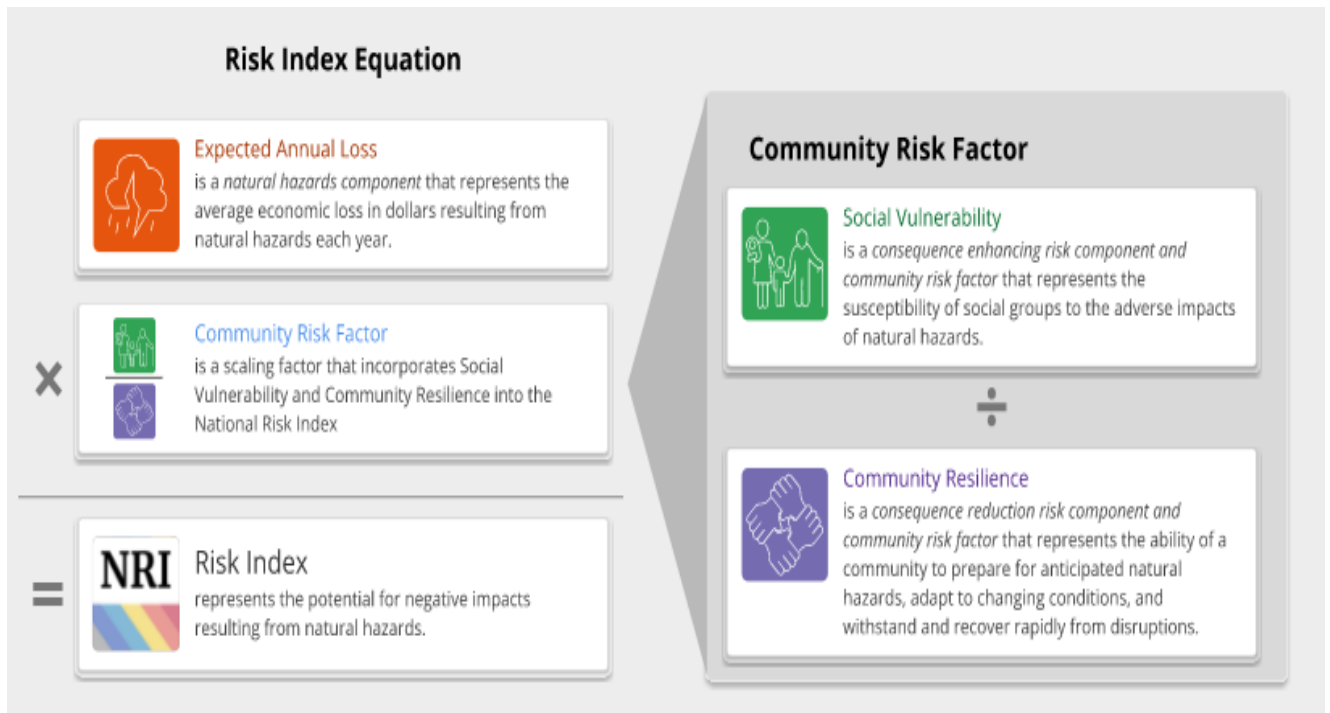 Risk Index Equation
Expected Annual Loss
is a natural hazards component that represents the
average economic loss in dollars resulting from
natural hazards each year.
×
Community Risk Factor
is a scaling factor that incorporates Social
Vulnerability and Community Resilience into the
National Risk Index
=
NRI
Risk Index
represents the potential for negative impacts
resulting from natural hazards.
Community Risk Factor
Social Vulnerability
is a consequence enhancing risk component and
community risk factor that represents the
susceptibility of social groups to the adverse impacts
of natural hazards.
÷
Community Resilience
is a consequence reduction risk component and
community risk factor that represents the ability of a
community to prepare for anticipated natural
hazards, adapt to changing conditions, and
withstand and recover rapidly from disruptions.